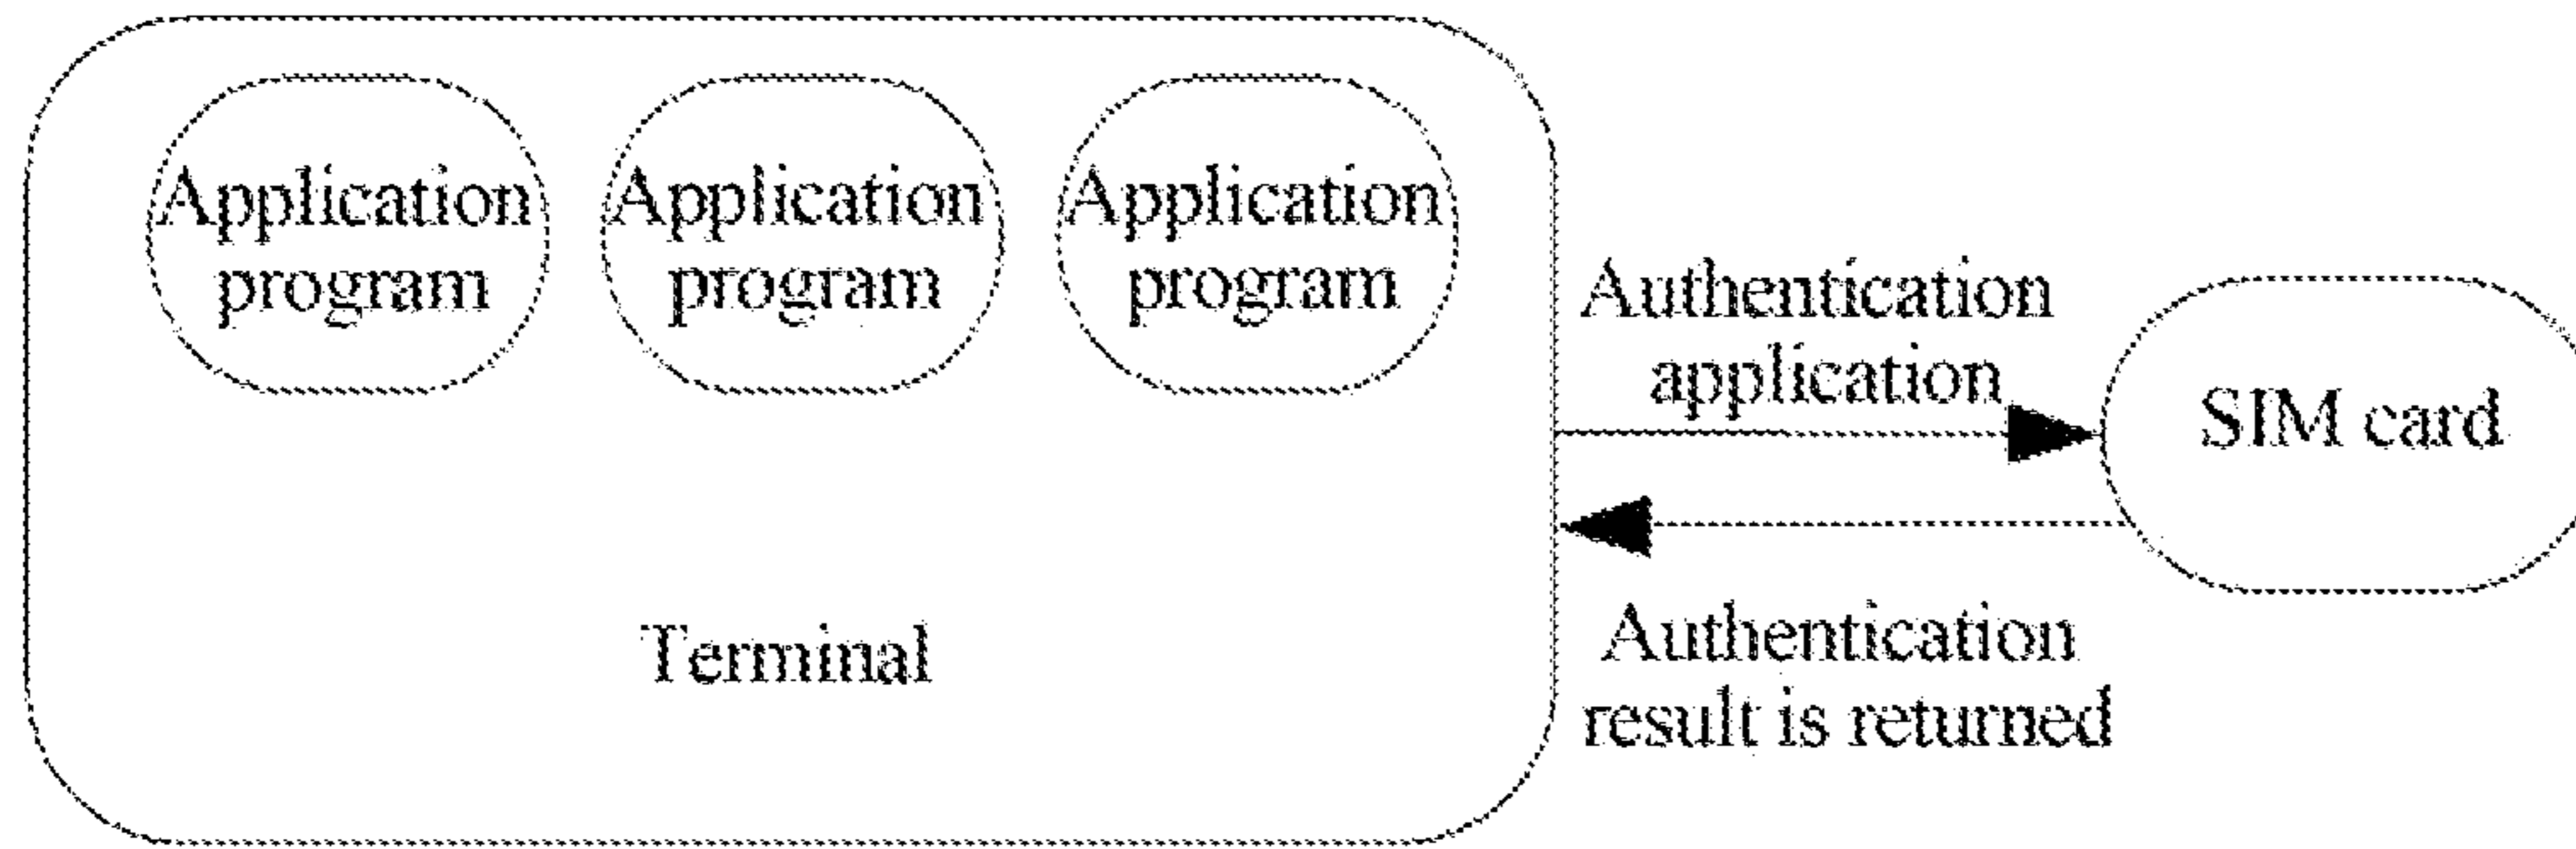 Application
program
Application
program
Application
program
Authentication
application
SIM card
Authentication
result is returned
Terminal